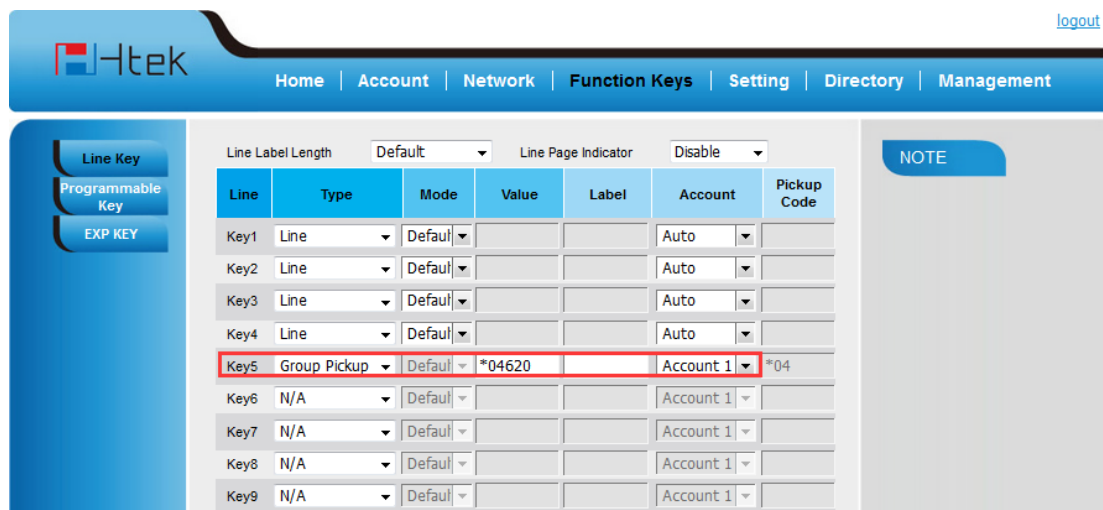 logout
Htek
Home | Account | Network | Function Keys | Setting | Directory | Management
Line Key
Programmable Key
EXP KEY
Line Label Length Default Line Page Indicator Disable
NOTE
Line Type Mode Value Label Account Pickup Code
Key1 Line Defaul Auto
Key2 Line Defaul Auto
Key3 Line Defaul Auto
Key4 Line Defaul Auto
Key5 Group Pickup Defaul *04620 Account 1 *04
Key6 N/A Defaul Account 1
Key7 N/A Defaul Account 1
Key8 N/A Defaul Account 1
Key9 N/A Defaul Account 1